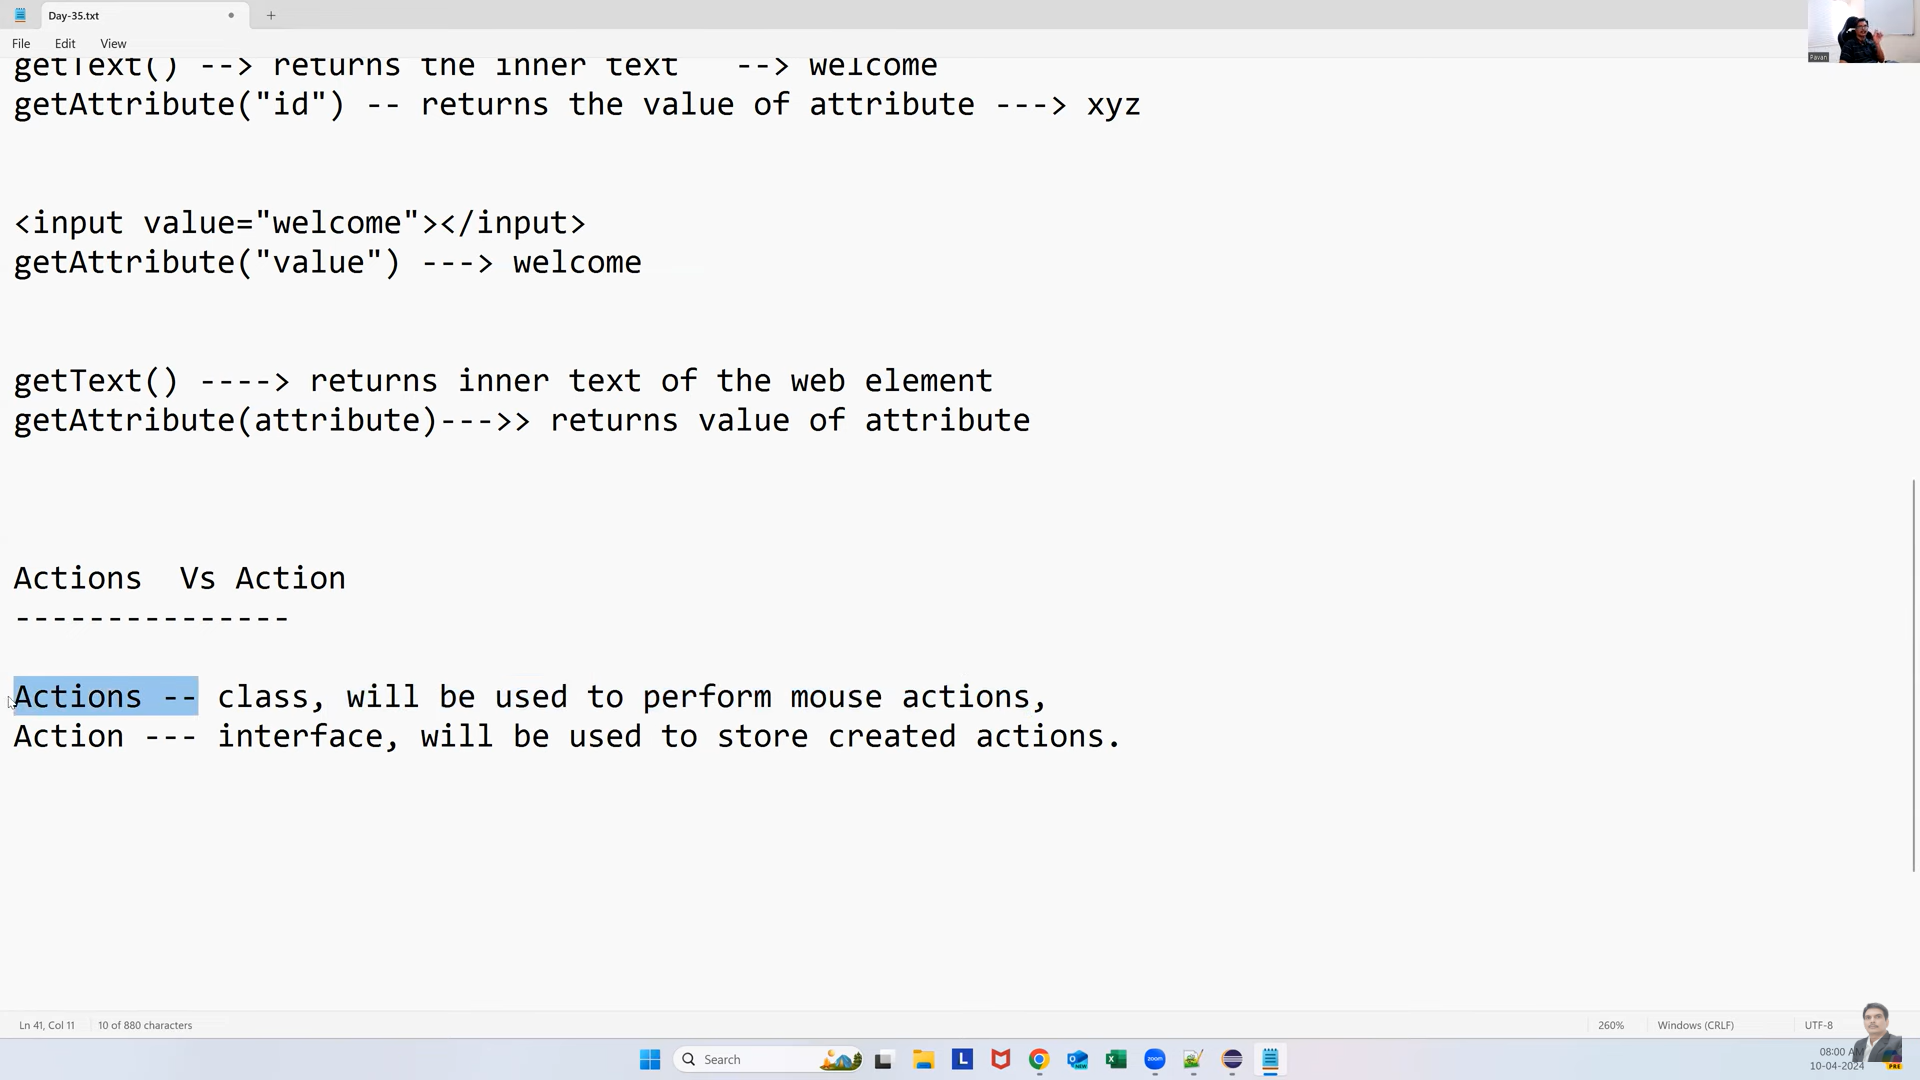 Day-35.txt
File Edit View
getText() --> returns the inner text   --> welcome
getAttribute("id") -- returns the value of attribute ---> xyz
<input value="welcome"></input>
getAttribute("value") ---> welcome
getText() ----> returns inner text of the web element
getAttribute(attribute)--->> returns value of attribute
Actions  Vs Action
---------------
Actions -- class, will be used to perform mouse actions,
Action --- interface, will be used to store created actions.
Ln 41, Col 11 10 of 880 characters 260% Windows (CRLF) UTF-8
Search
L
zoom
NEW
08:00
10-04-2024
PRE
Pavan